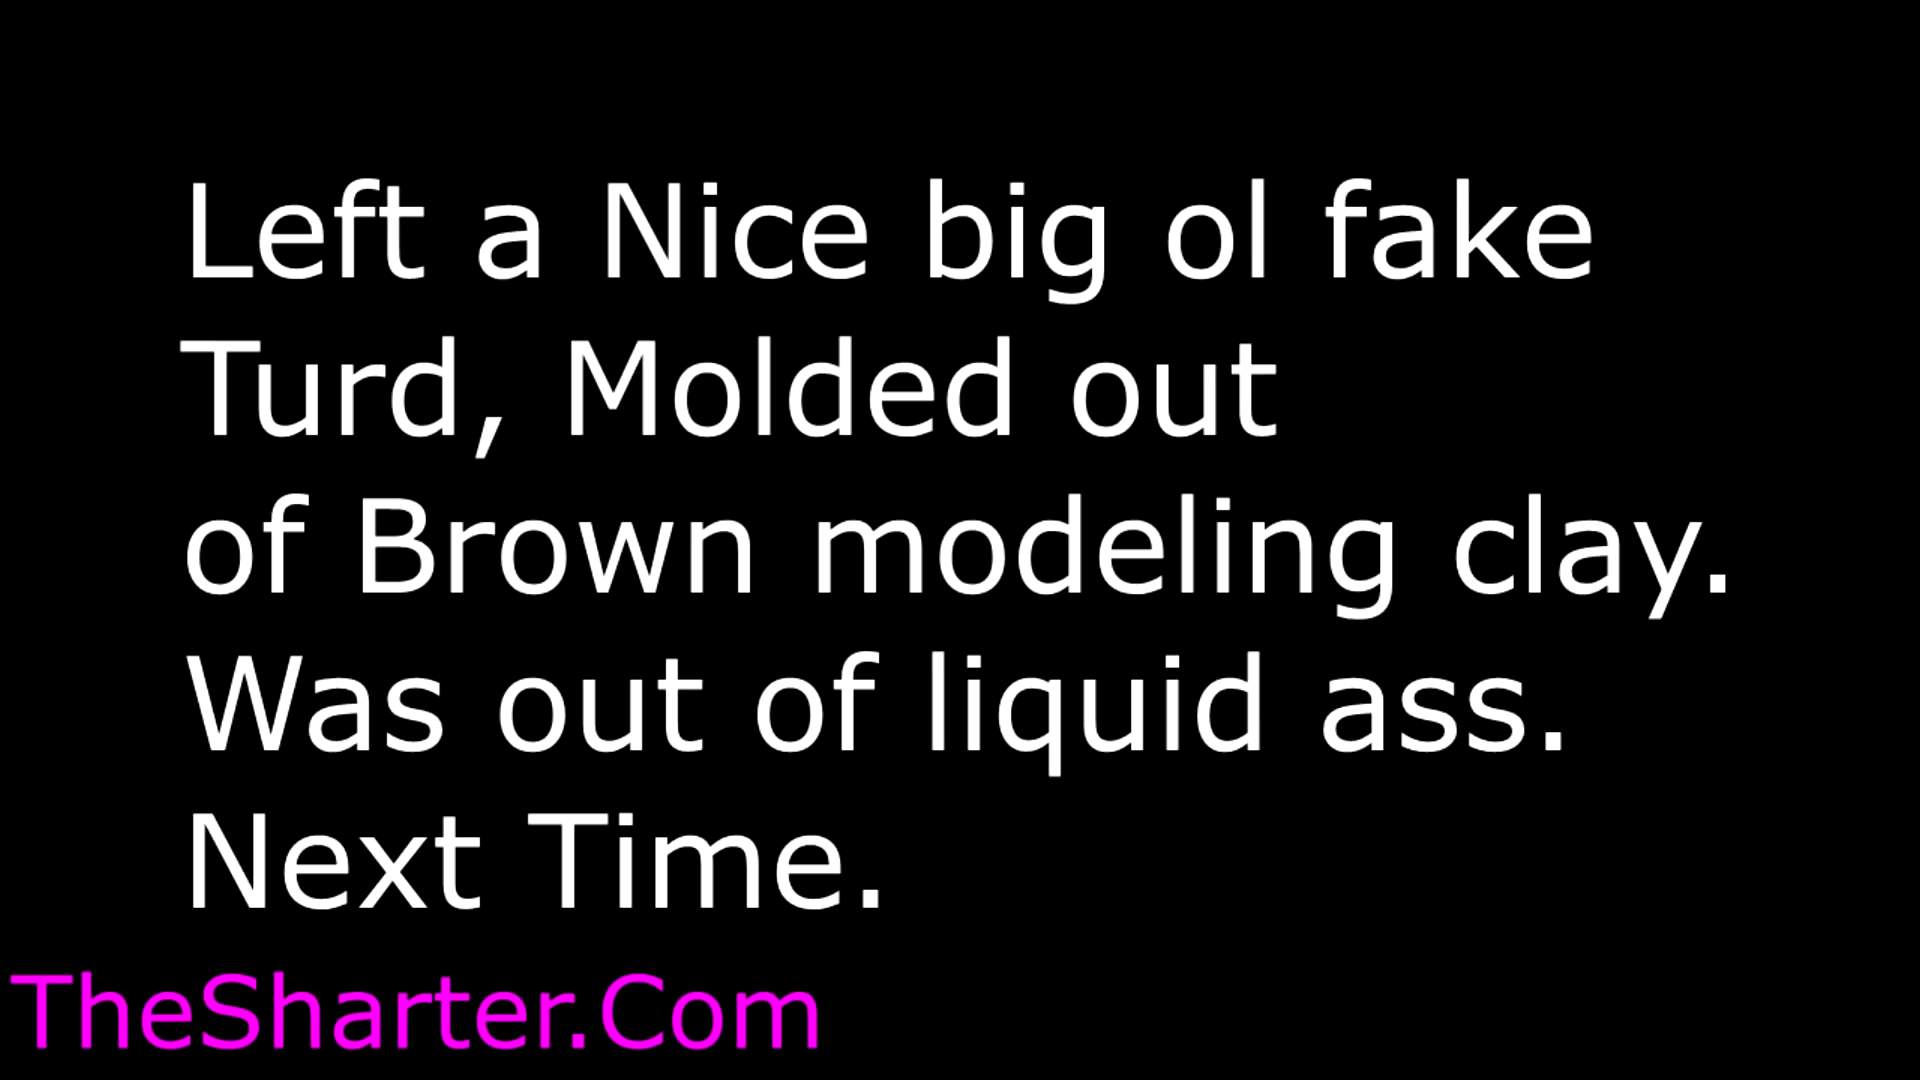 Left a Nice big ol fake
Turd, Molded out
of Brown modeling clay.
Was out of liquid ass.
Next Time.
TheSharter.Com